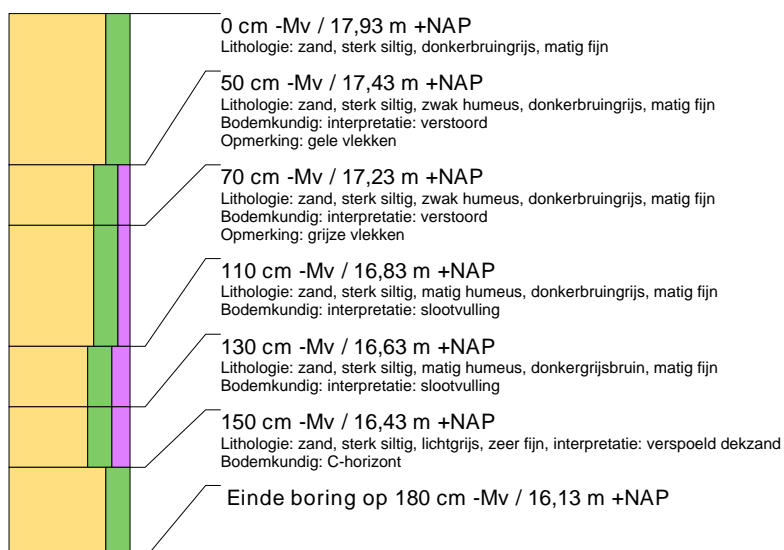 0 cm -Mv / 17,93 m +NAP
Lithologie: zand, sterk siltig, donkerbruingrijs, matig fijn
50 cm -Mv / 17,43 m +NAP
Lithologie: zand, sterk siltig, zwak humeus, donkerbruingrijs, matig fijn
Bodemkundig: interpretatie: verstoord
Opmerking: gele vlekken
70 cm -Mv / 17,23 m +NAP
Lithologie: zand, sterk siltig, zwak humeus, donkerbruingrijs, matig fijn
Bodemkundig: interpretatie: verstoord
Opmerking: grijze vlekken
110 cm -Mv / 16,83 m +NAP
Lithologie: zand, sterk siltig, matig humeus, donkerbruingrijs, matig fijn
Bodemkundig: interpretatie: slootvulling
130 cm -Mv / 16,63 m +NAP
Lithologie: zand, sterk siltig, matig humeus, donkergrijsbruin, matig fijn
Bodemkundig: interpretatie: slootvulling
150 cm -Mv / 16,43 m +NAP
Lithologie: zand, sterk siltig, lichtgrijs, zeer fijn, interpretatie: verspoeld dekzand
Bodemkundig: C-horizont
Einde boring op 180 cm -Mv / 16,13 m +NAP